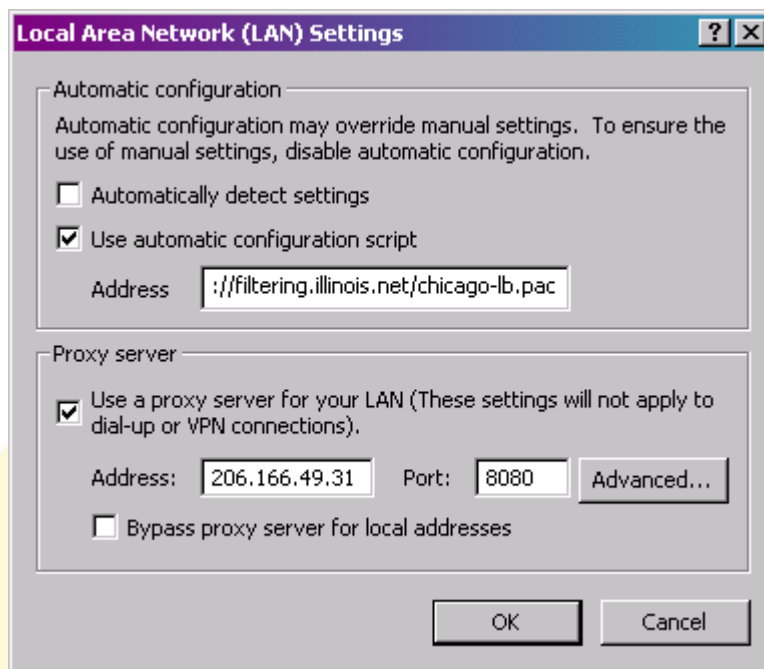 Local Area Network (LAN) Settings
Automatic configuration
Automatic configuration may override manual settings. To ensure the
use of manual settings, disable automatic configuration.
Automatically detect settings
Use automatic configuration script
Address ://filtering.illinois.net/chicago-lb.pac
Proxy server
Use a proxy server for your LAN (These settings will not apply to
dial-up or VPN connections).
Address: 206.166.49.31 Port: 8080 Advanced...
Bypass proxy server for local addresses
OK Cancel